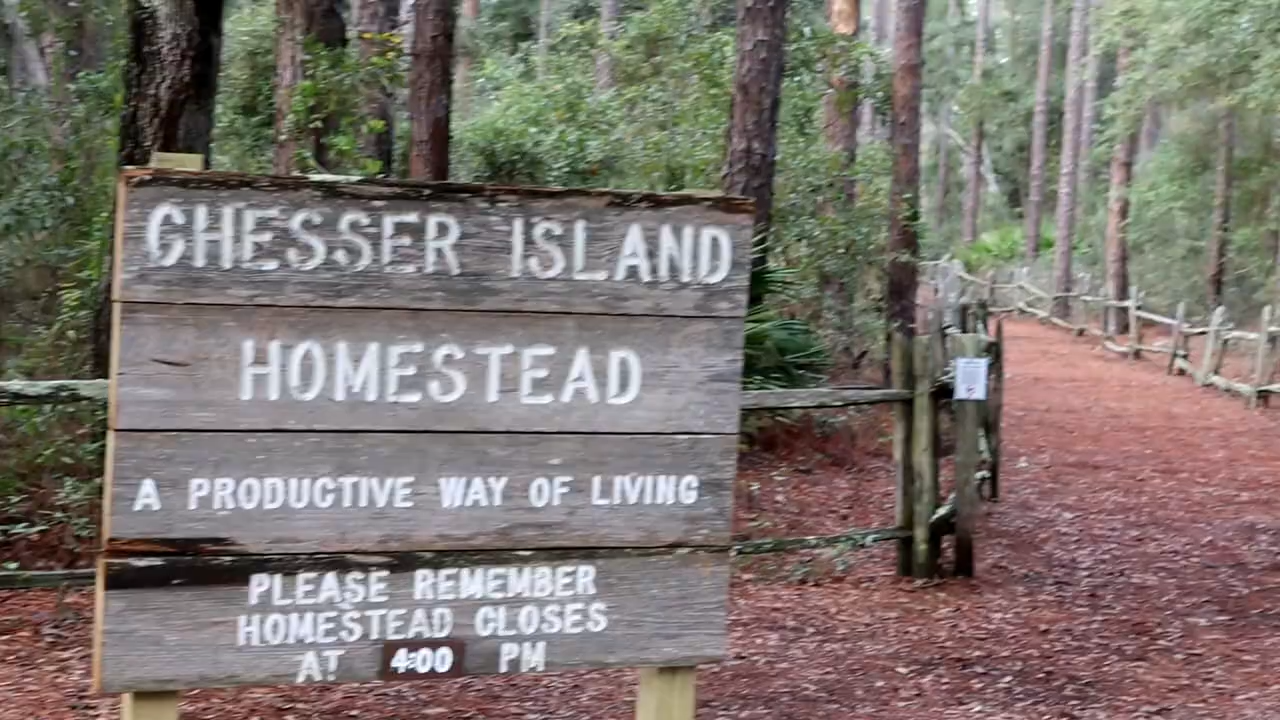 CHESSER ISLAND
HOMESTEAD
A PRODUCTIVE WAY OF LIVING
PLEASE REMEMBER
HOMESTEAD CLOSES
AT 4:00 PM